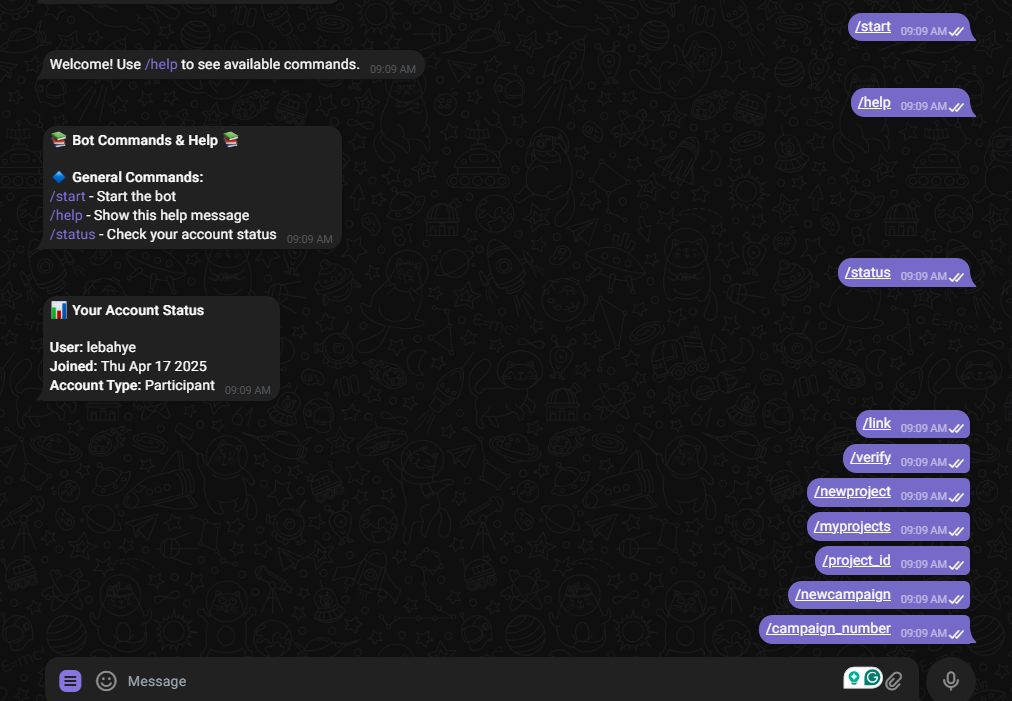 /start 09:09 AM
Welcome! Use /help to see available commands. 09:09 AM
/help 09:09 AM
📚 Bot Commands & Help 📚
🔷 General Commands:
/start - Start the bot
/help - Show this help message
/status - Check your account status 09:09 AM
/status 09:09 AM
📊 Your Account Status
User: lebahye
Joined: Thu Apr 17 2025
Account Type: Participant 09:09 AM
/link 09:09 AM
/verify 09:09 AM
/newproject 09:09 AM
/myprojects 09:09 AM
/project_id 09:09 AM
/newcampaign 09:09 AM
/campaign_number 09:09 AM
Message